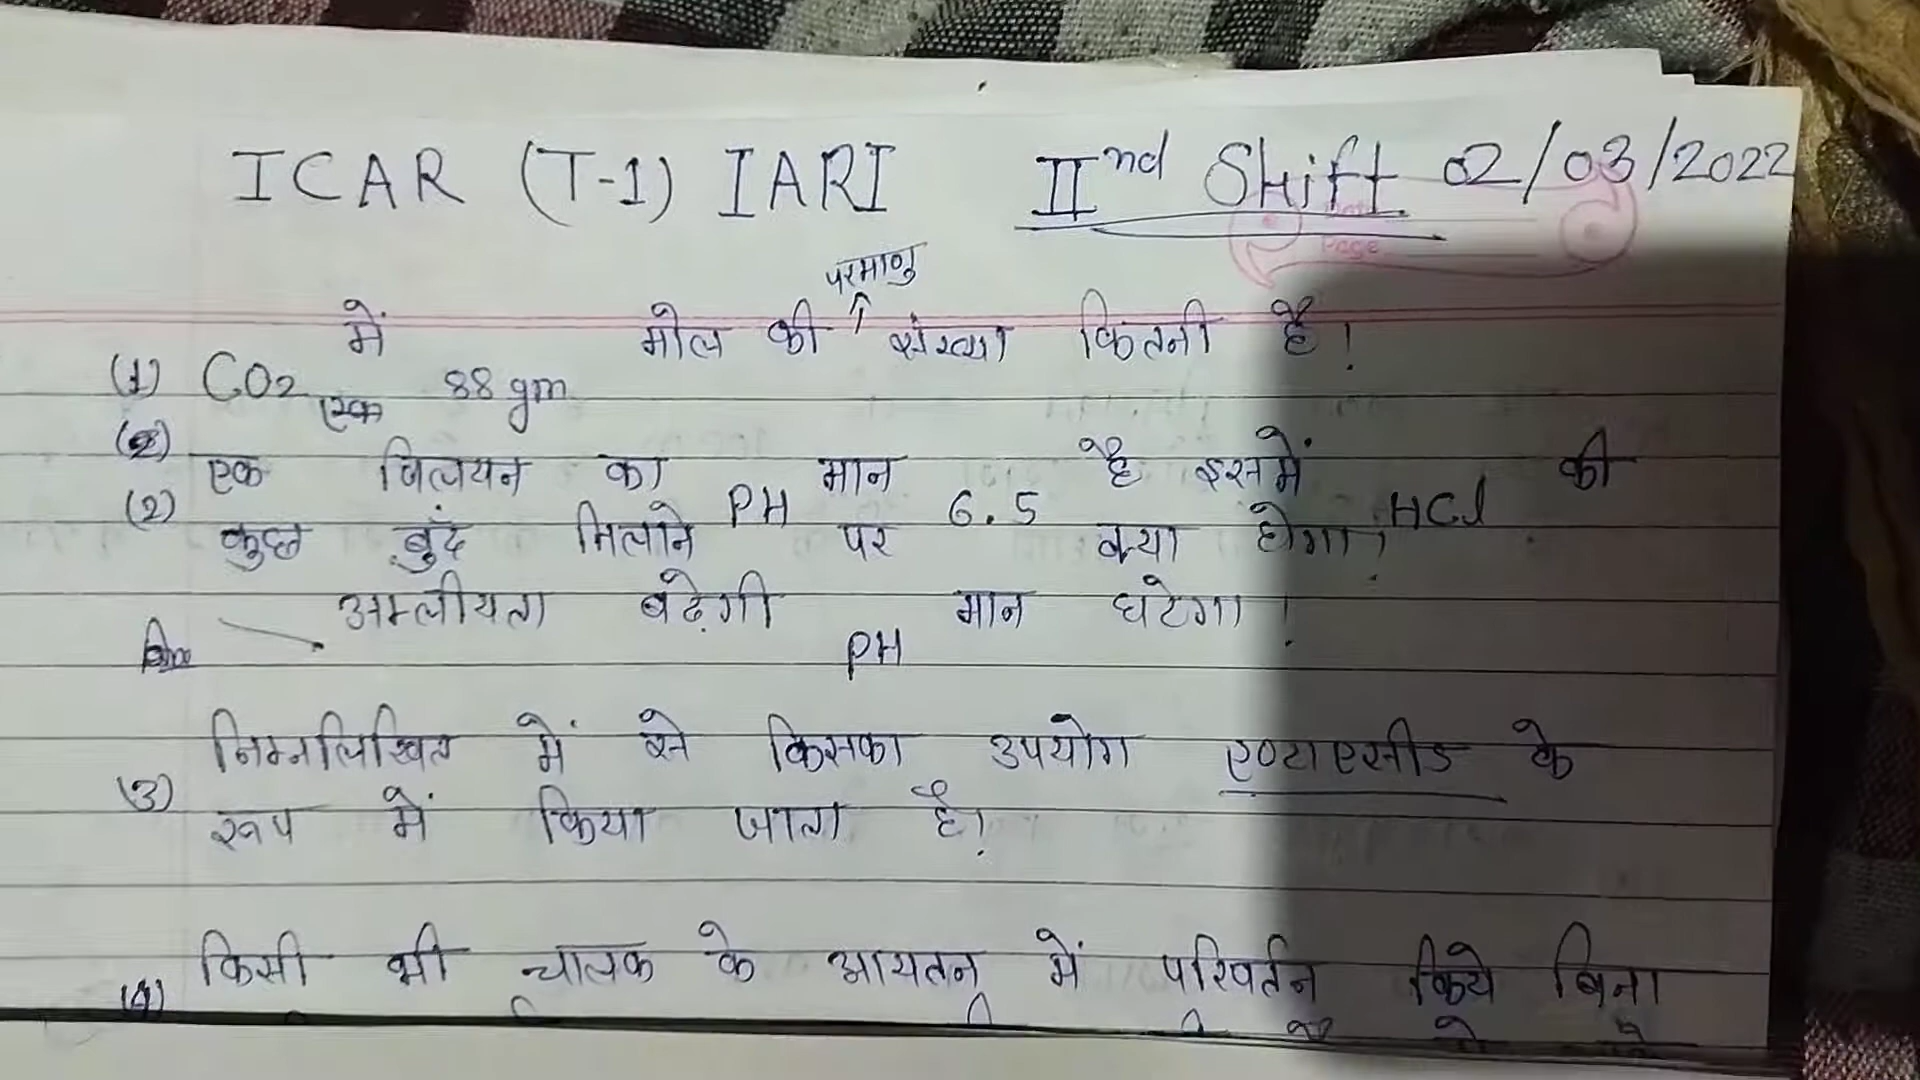 ICAR (T-1) IARI IInd Shift 02/03/2022
Page
परमाणु
(1) CO2 में 88 gm मोल की संख्या कितनी है!
एक
(2)
(2) एक विलयन का PH मान 6.5 है इसमें HCl की
कुछ बुंद मिलाने पर क्या होगा!
अम्लीयता बढ़ेगी PH मान घटेगा!
(3) निम्नलिखित में से किसका उपयोग एण्टाएसीड के
रूप में किया जाता है!
(4) किसी भी चालक के आयतन में परिवर्तन किये बिना